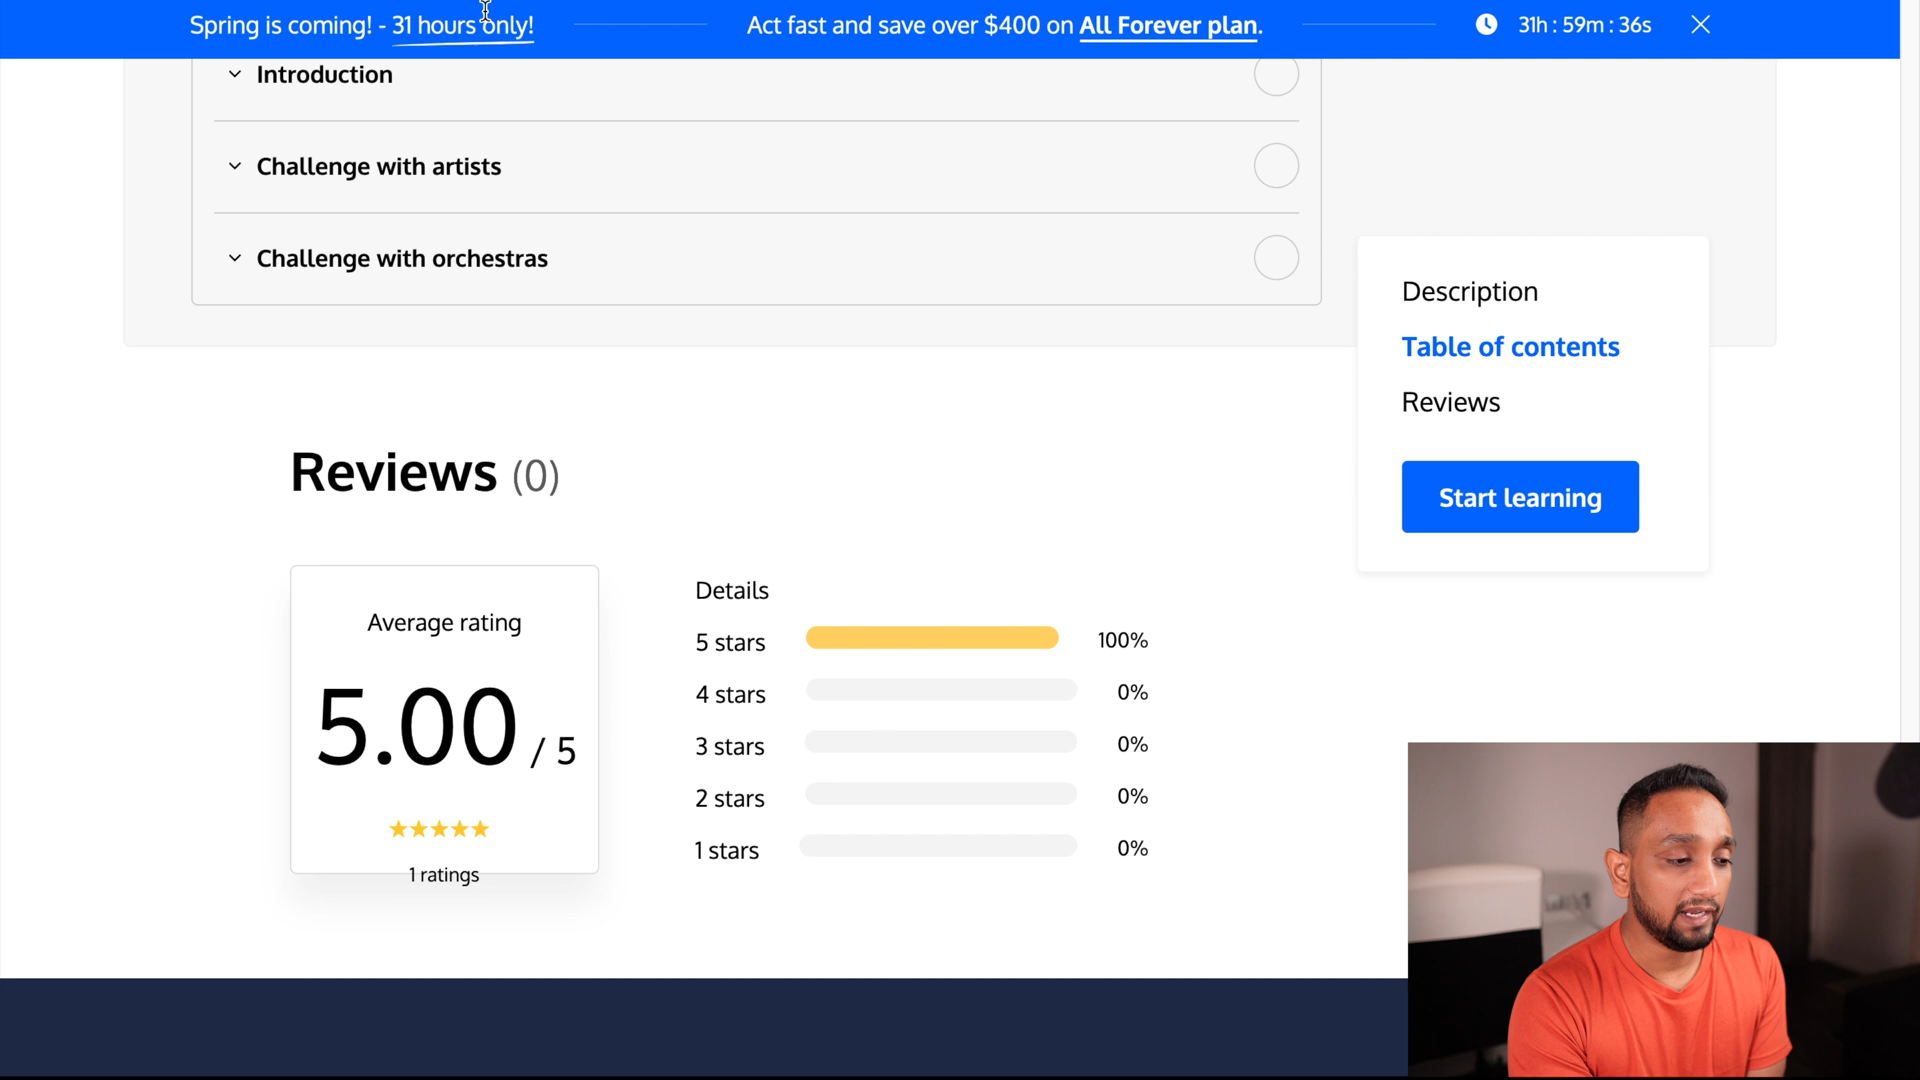 Spring is coming! - 31 hours only!
Act fast and save over $400 on All Forever plan.
31h : 59m : 36s
Introduction
Challenge with artists
Challenge with orchestras
Description
Table of contents
Reviews
Start learning
Reviews (0)
Average rating
5.00 / 5
1 ratings
Details
5 stars 100%
4 stars 0%
3 stars 0%
2 stars 0%
1 stars 0%